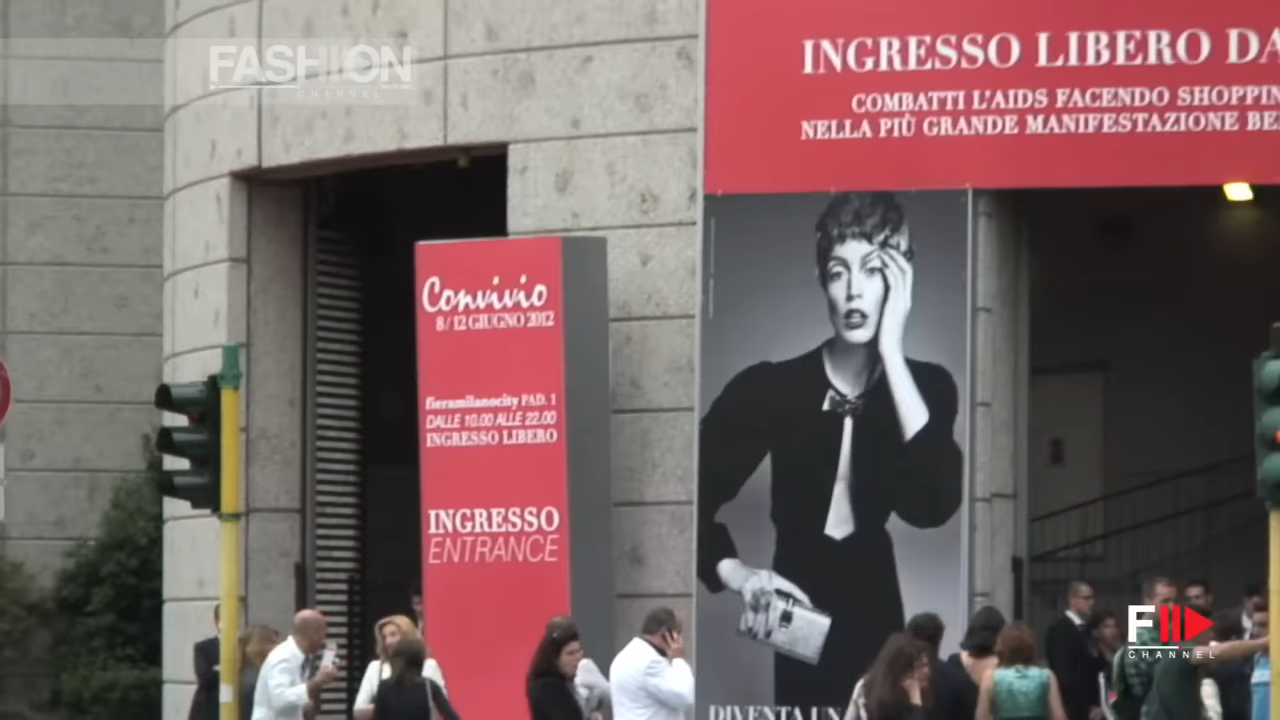 FASHION
CHANNEL
INGRESSO LIBERO DA
COMBATTI L'AIDS FACENDO SHOPPIN
NELLA PIÙ GRANDE MANIFESTAZIONE BE
Convivio
8/12 GIUGNO 2012
fieramilanocity PAD. 1
DALLE 10.00 ALLE 22.00
INGRESSO LIBERO
INGRESSO
ENTRANCE
DIVENTA UN
F
CHANNEL